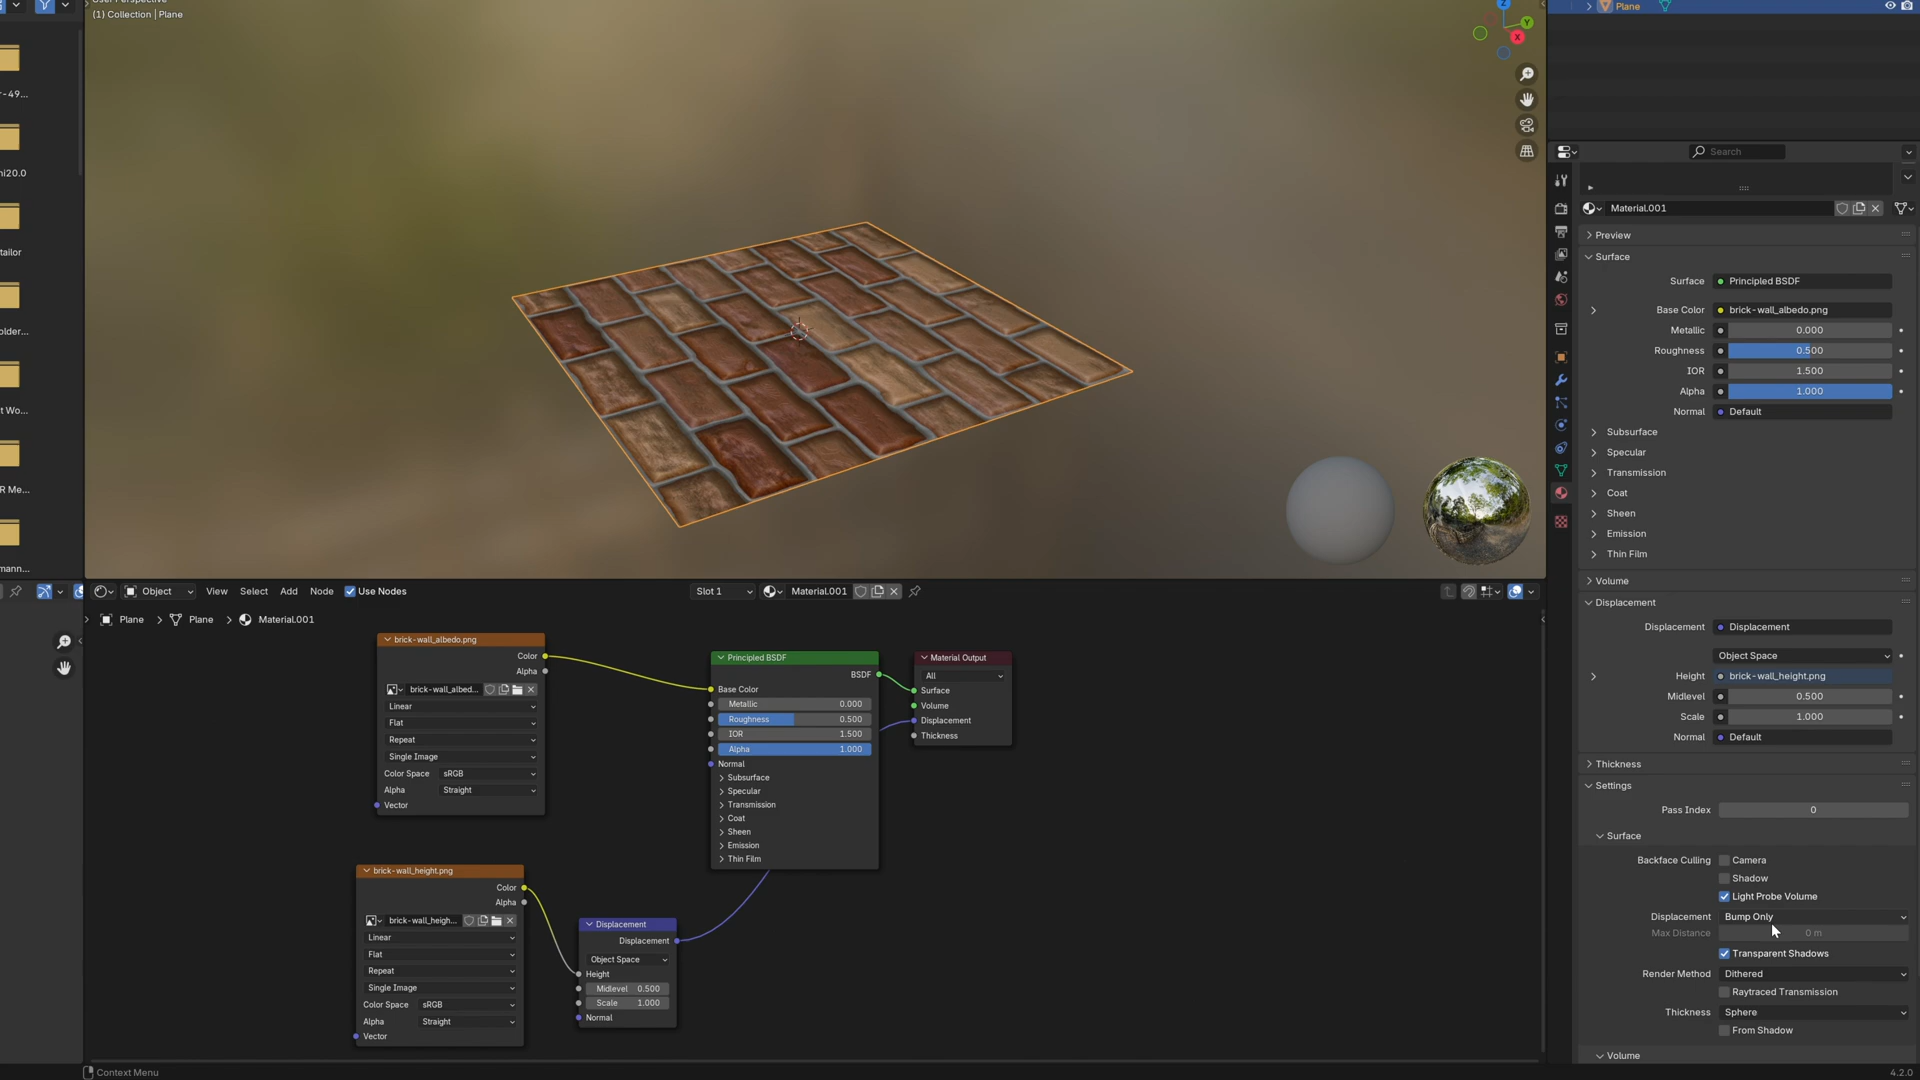 User Perspective
(1) Collection | Plane
r-49...
ni20.0
tailor
older...
t Wo...
R Me...
mann...
Z
Y
X
Plane
Search
Material.001
Preview
Surface
Surface
Principled BSDF
Base Color
brick-wall_albedo.png
Metallic
0.000
Roughness
0.500
IOR
1.500
Alpha
1.000
Normal
Default
Subsurface
Specular
Transmission
Coat
Sheen
Emission
Thin Film
Volume
Displacement
Displacement
Displacement
Object Space
Height
brick-wall_height.png
Midlevel
0.500
Scale
1.000
Normal
Default
Thickness
Settings
Pass Index
0
Surface
Backface Culling
Camera
Shadow
Light Probe Volume
Displacement
Bump Only
Max Distance
0 m
Transparent Shadows
Render Method
Dithered
Raytraced Transmission
Thickness
Sphere
From Shadow
Volume
Object
View
Select
Add
Node
Use Nodes
Slot 1
Material.001
Plane
Plane
Material.001
brick-wall_albedo.png
Color
Alpha
brick-wall_albed...
Linear
Flat
Repeat
Single Image
Color Space
sRGB
Alpha
Straight
Vector
Principled BSDF
BSDF
Base Color
Metallic
0.000
Roughness
0.500
IOR
1.500
Alpha
1.000
Normal
Subsurface
Specular
Transmission
Coat
Sheen
Emission
Thin Film
Material Output
All
Surface
Volume
Displacement
Thickness
brick-wall_height.png
Color
Alpha
brick-wall_heigh...
Linear
Flat
Repeat
Single Image
Color Space
sRGB
Alpha
Straight
Vector
Displacement
Displacement
Object Space
Height
Midlevel
0.500
Scale
1.000
Normal
Context Menu
4.2.0